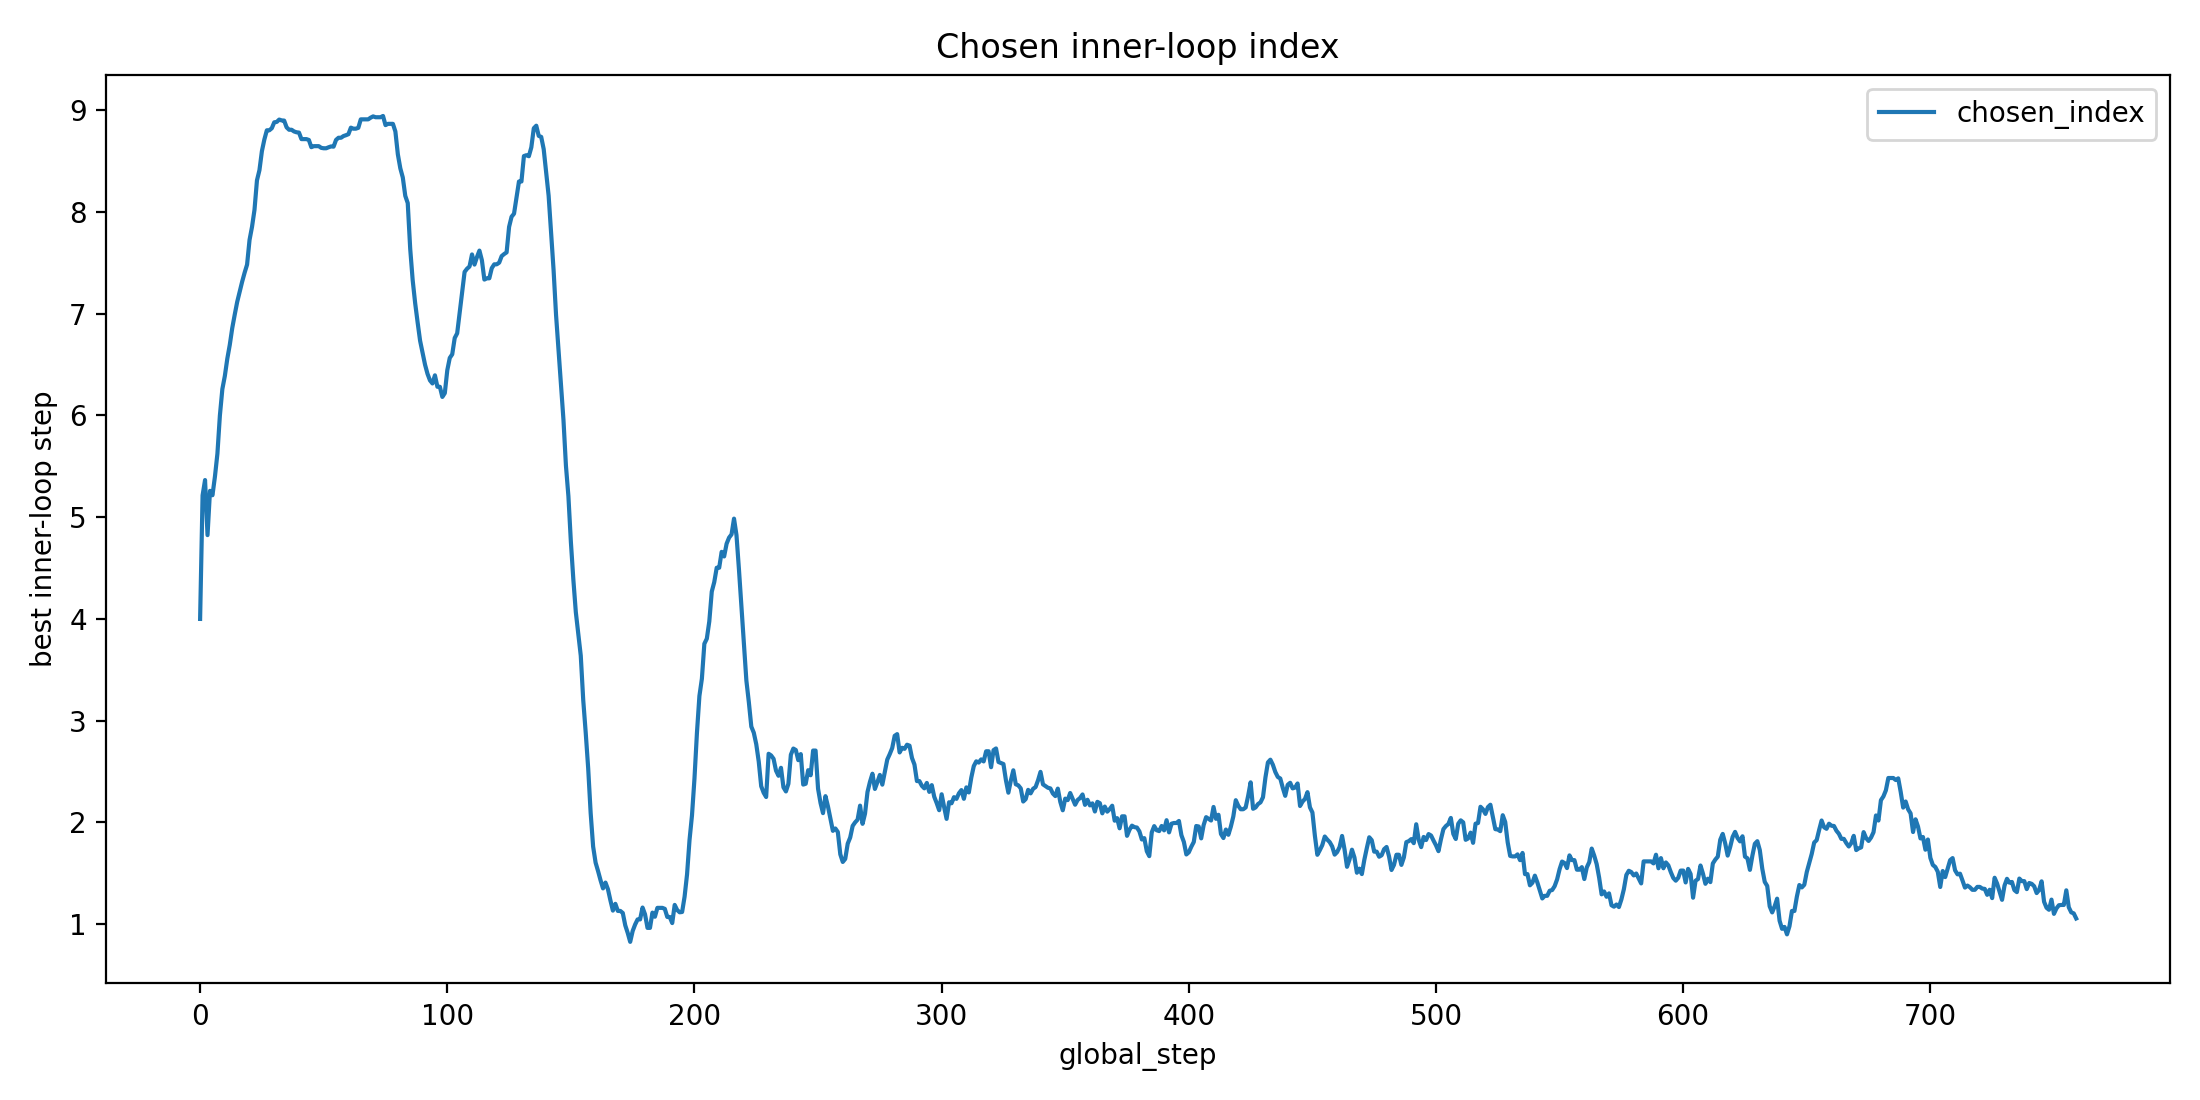 Chosen inner-loop index
chosen_index
best inner-loop step
9
8
7
6
5
4
3
2
1
0 100 200 300 400 500 600 700
global_step